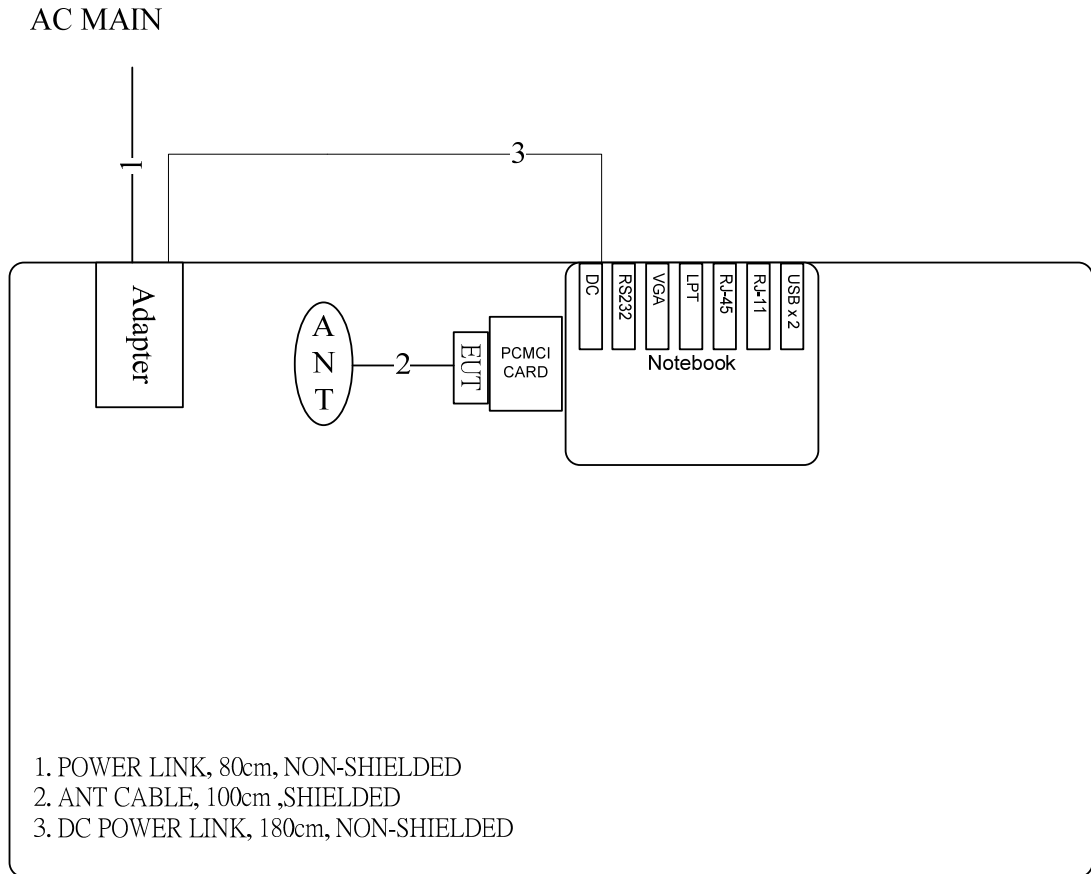 AC MAIN
1
3
Adapter
ANT
2
EUT
PCMCI
CARD
DC
RS232
VGA
LPT
RJ-45
RJ-11
USB x 2
Notebook
1. POWER LINK, 80cm, NON-SHIELDED
2. ANT CABLE, 100cm ,SHIELDED
3. DC POWER LINK, 180cm, NON-SHIELDED